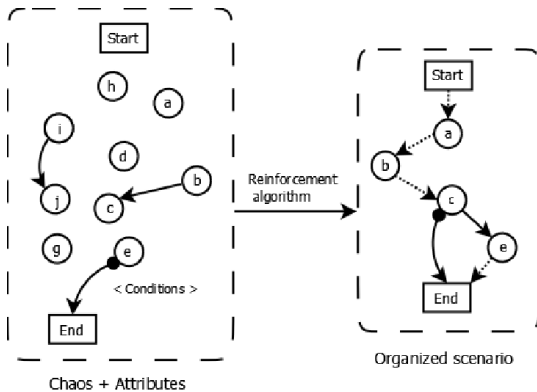 Start
h
a
i
d
b
j
c
g
e
< Conditions >
End
Chaos + Attributes
Reinforcement
algorithm
Start
a
b
c
e
End
Organized scenario